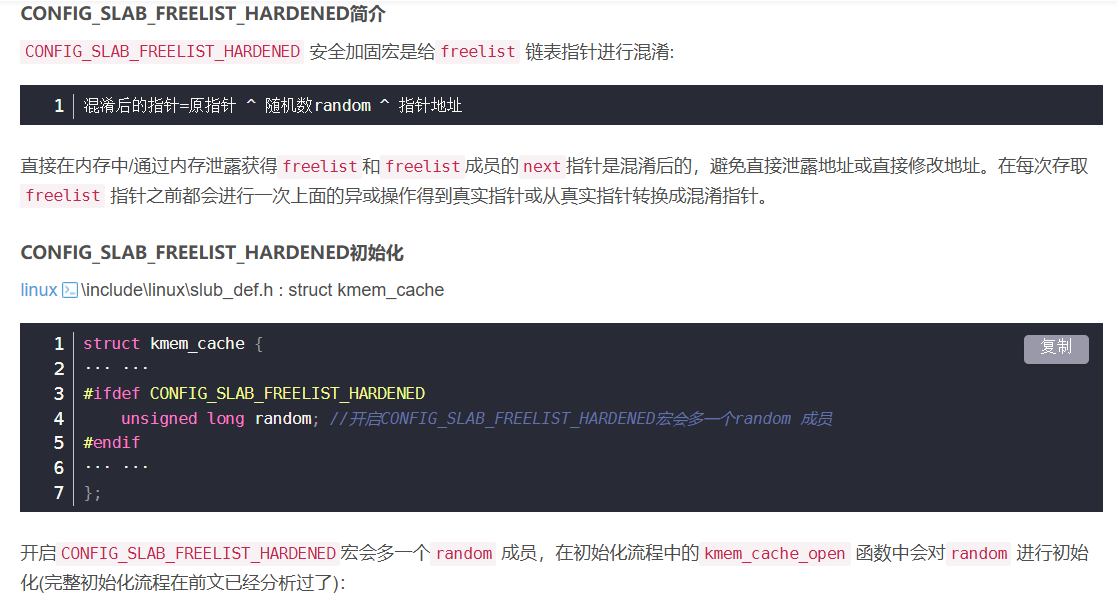 CONFIG_SLAB_FREELIST_HARDENED简介
CONFIG_SLAB_FREELIST_HARDENED 安全加固宏是给 freelist 链表指针进行混淆:
1 混淆后的指针=原指针 ^ 随机数random ^ 指针地址
直接在内存中/通过内存泄露获得 freelist 和 freelist 成员的 next 指针是混淆后的，避免直接泄露地址或直接修改地址。在每次存取
freelist 指针之前都会进行一次上面的异或操作得到真实指针或从真实指针转换成混淆指针。
CONFIG_SLAB_FREELIST_HARDENED初始化
linux\include\linux\slub_def.h : struct kmem_cache
1 struct kmem_cache {
复制
2 ... ...
3 #ifdef CONFIG_SLAB_FREELIST_HARDENED
4     unsigned long random; //开启CONFIG_SLAB_FREELIST_HARDENED宏会多一个random 成员
5 #endif
6 ... ...
7 };
开启 CONFIG_SLAB_FREELIST_HARDENED 宏会多一个 random 成员，在初始化流程中的 kmem_cache_open 函数中会对 random 进行初始
化(完整初始化流程在前文已经分析过了):